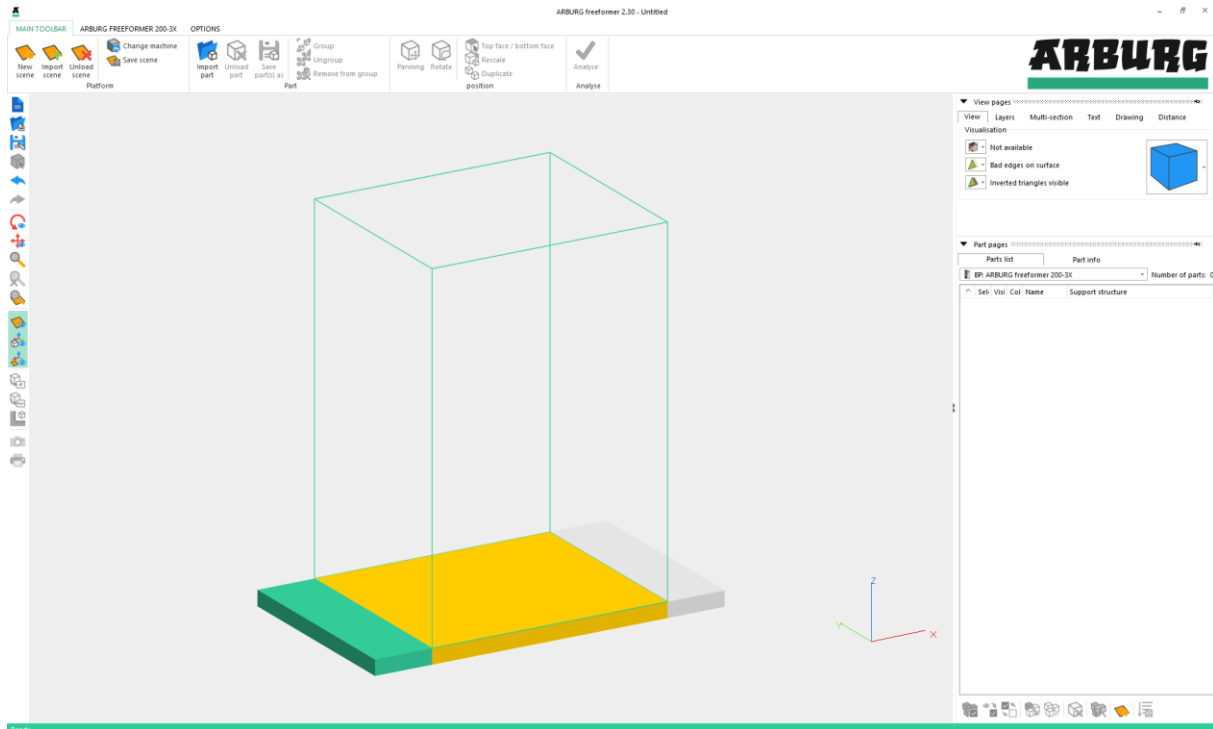 ARBURG freeformer 2.30 - Untitled
MAIN TOOLBAR ARBURG FREEFORMER 200-3X OPTIONS
New scene
Import scene
Unload scene
Change machine
Save scene
Platform
Import part
Unload part
Save part(s) as
Group
Ungroup
Remove from group
Part
Panning
Rotate
Top face / bottom face
Rescale
Duplicate
position
Analyse
Analyse
ARBURG
View pages
View Layers Multi-section Text Drawing Distance
Visualisation
Not available
Bad edges on surface
Inverted triangles visible
Part pages
Parts list Part info
BP: ARBURG freeformer 200-3X Number of parts: 0
Sel Visi Col Name Support structure
Z
Y
X